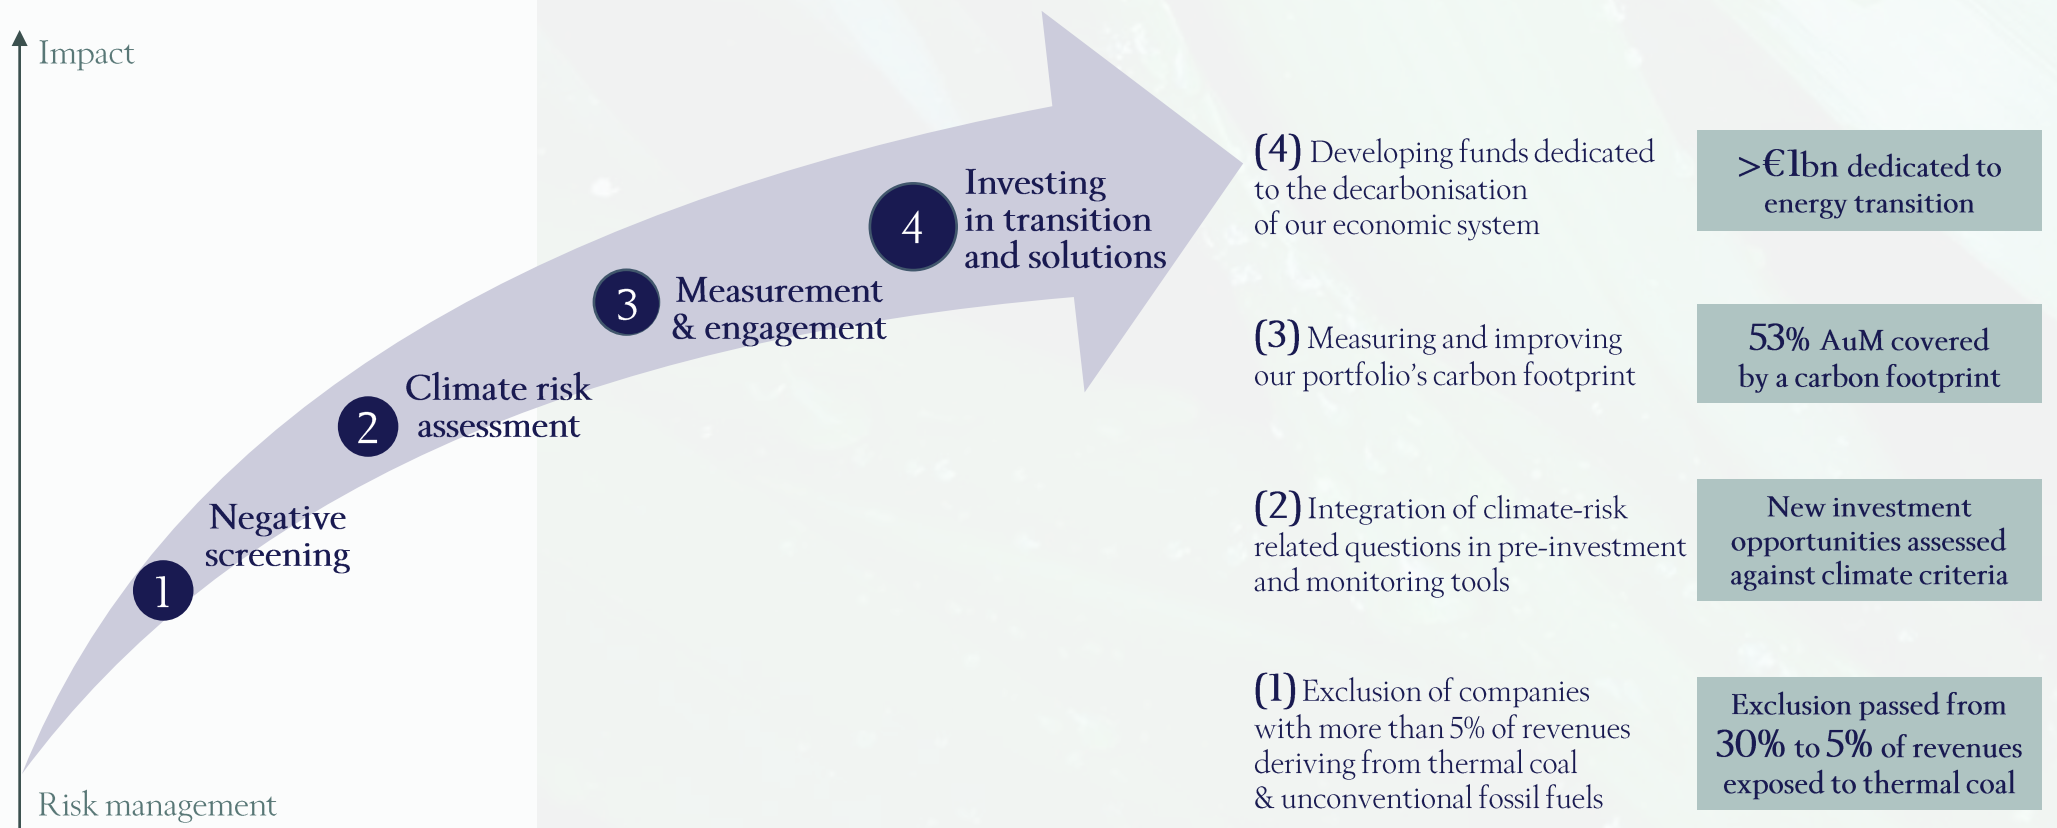 Impact
4
Investing
in transition
and solutions
3
Measurement
& engagement
2
Climate risk
assessment
1
Negative
screening
Risk management
(4) Developing funds dedicated
to the decarbonisation
of our economic system
>€1bn dedicated to
energy transition
(3) Measuring and improving
our portfolio’s carbon footprint
53% AuM covered
by a carbon footprint
(2) Integration of climate-risk
related questions in pre-investment
and monitoring tools
New investment
opportunities assessed
against climate criteria
(1) Exclusion of companies
with more than 5% of revenues
deriving from thermal coal
& unconventional fossil fuels
Exclusion passed from
30% to 5% of revenues
exposed to thermal coal